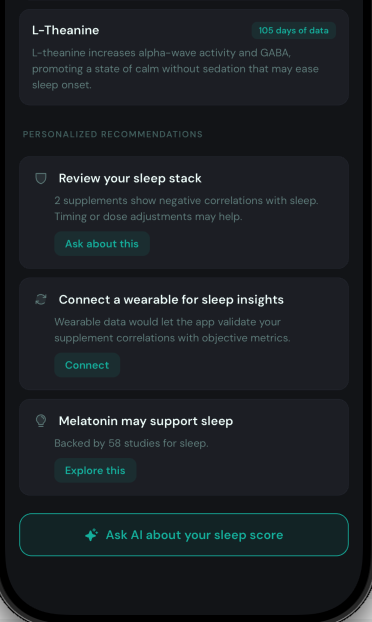 L-Theanine
105 days of data
L-theanine increases alpha-wave activity and GABA,
promoting a state of calm without sedation that may ease
sleep onset.
PERSONALIZED RECOMMENDATIONS
Review your sleep stack
2 supplements show negative correlations with sleep.
Timing or dose adjustments may help.
Ask about this
Connect a wearable for sleep insights
Wearable data would let the app validate your
supplement correlations with objective metrics.
Connect
Melatonin may support sleep
Backed by 58 studies for sleep.
Explore this
Ask AI about your sleep score